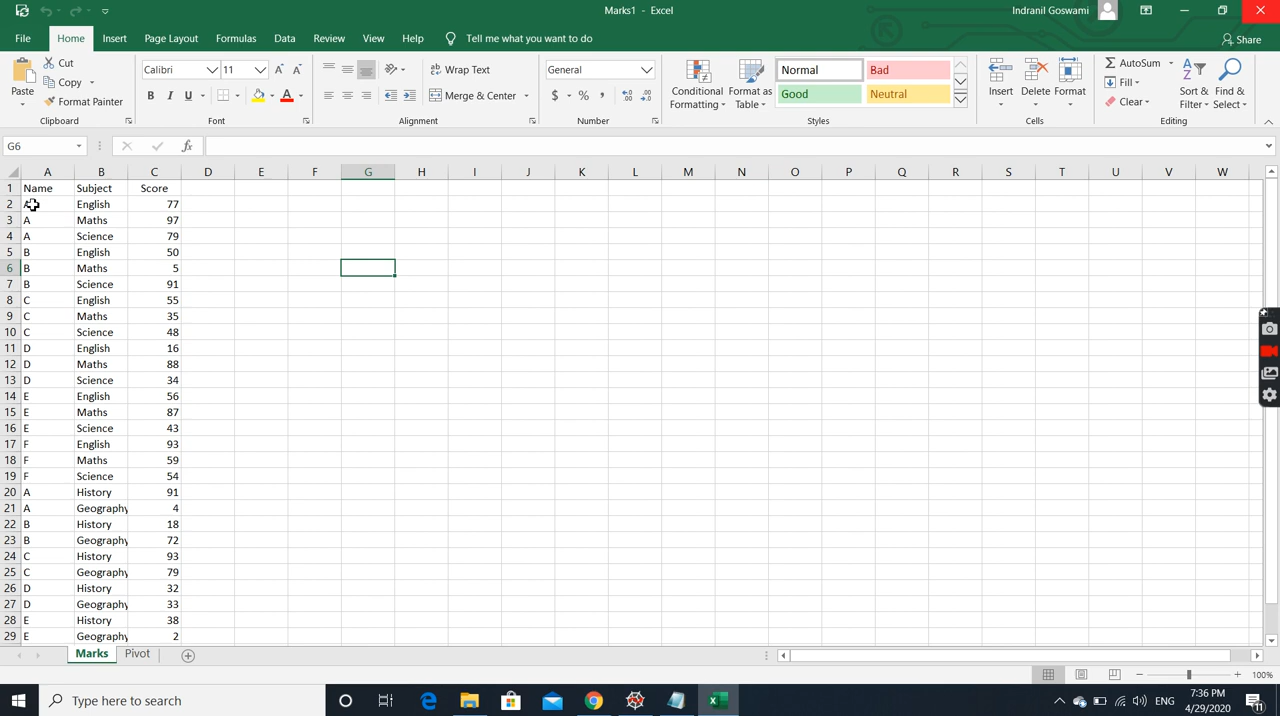 Marks1 - Excel
Indranil Goswami
File Home Insert Page Layout Formulas Data Review View Help Tell me what you want to do
Share
Paste
Cut
Copy
Format Painter
Clipboard
Calibri 11
B I U
Font
Wrap Text
Merge & Center
Alignment
General
$ % ,
Number
Conditional Formatting
Format as Table
Normal Bad
Good Neutral
Styles
Insert Delete Format
Cells
AutoSum
Fill
Clear
Sort & Filter
Find & Select
Editing
G6 fx
A B C D E F G H I J K L M N O P Q R S T U V W
1 Name Subject Score
2 English 77
3 A Maths 97
4 A Science 79
5 B English 50
6 B Maths 5
7 B Science 91
8 C English 55
9 C Maths 35
10 C Science 48
11 D English 16
12 D Maths 88
13 D Science 34
14 E English 56
15 E Maths 87
16 E Science 43
17 F English 93
18 F Maths 59
19 F Science 54
20 A History 91
21 A Geography 4
22 B History 18
23 B Geography 72
24 C History 93
25 C Geography 79
26 D History 32
27 D Geography 33
28 E History 38
29 E Geography 2
Marks Pivot
100%
Type here to search
ENG
7:36 PM
4/29/2020
11